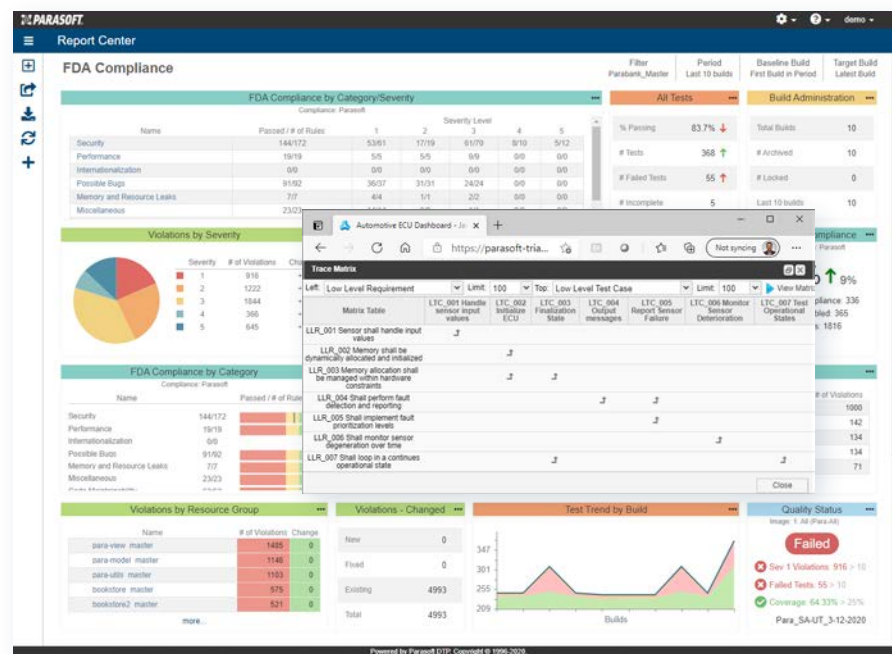 PARASOFT.
demo
Report Center
FDA Compliance
Filter
Parabank_Master
Period
Last 10 builds
Baseline Build
First Build in Period
Target Build
Latest Build
FDA Compliance by Category/Severity
Compliance: Parasoft
Severity Level
Name Passed / # of Rules 1 2 3 4 5
Security 144/172 53/61 17/19 61/70 8/10 5/12
Performance 19/19 5/5 5/5 9/9 0/0 0/0
Internationalization 0/0 0/0 0/0 0/0 0/0 0/0
Possible Bugs 91/92 36/37 31/31 24/24 0/0 0/0
Memory and Resource Leaks 7/7 4/4 1/1 2/2 0/0 0/0
Miscellaneous 23/23
All Tests
% Passing 83.7%
# Tests 368
# Failed Tests 55
# Incomplete 5
Build Administration
Total Builds 10
# Archived 10
# Locked 0
Last 10 builds 10
Violations by Severity
Severity # of Violations
1 916
2 1222
3 1844
4 366
5 645
Automotive ECU Dashboard - Ja
https://parasoft-tria...
Not syncing
Trace Matrix
Left: Low Level Requirement Limit: 100 Top: Low Level Test Case Limit: 100 View Matri
Matrix Table
LTC_001 Handle sensor input values
LTC_002 Initialize ECU
LTC_003 Finalization State
LTC_004 Output messages
LTC_005 Report Sensor Failure
LTC_006 Monitor Sensor Deterioration
LTC_007 Test Operational States
LLR_001 Sensor shall handle input
values
LLR_002 Memory shall be
dynamically allocated and initialized
LLR_003 Memory allocation shall
be managed within hardware
constraints
LLR_004 Shall perform fault
detection and reporting
LLR_005 Shall implement fault
prioritization levels
LLR_006 Shall monitor sensor
degeneration over time
LLR_007 Shall loop in a continues
operational state
Close
mpliance
Parasoft
9%
pliance: 336
bled: 365
s: 1816
FDA Compliance by Category
Compliance: Parasoft
Name Passed / # of Rule
Security 144/172
Performance 19/19
Internationalization 0/0
Possible Bugs 91/92
Memory and Resource Leaks 7/7
Miscellaneous 23/23
# of Violations
1000
142
134
134
71
Violations by Resource Group
Name # of Violations Change
para-view master 1485 0
para-model master 1146 0
para-utils master 1103 0
bookstore master 575 0
bookstore2 master 521 0
more...
Violations - Changed
New 0
Fixed 0
Existing 4993
Total 4993
Test Trend by Build
347
301
255
209
Builds
Quality Status
Image: 1: All (Para-All)
Failed
Sev 1 Violations: 916 > 10
Failed Tests: 55 > 10
Coverage: 64.33% > 25%
Para_SA-UT_3-12-2020
Powered by Parasoft DTP. Copyright © 1996-2020.